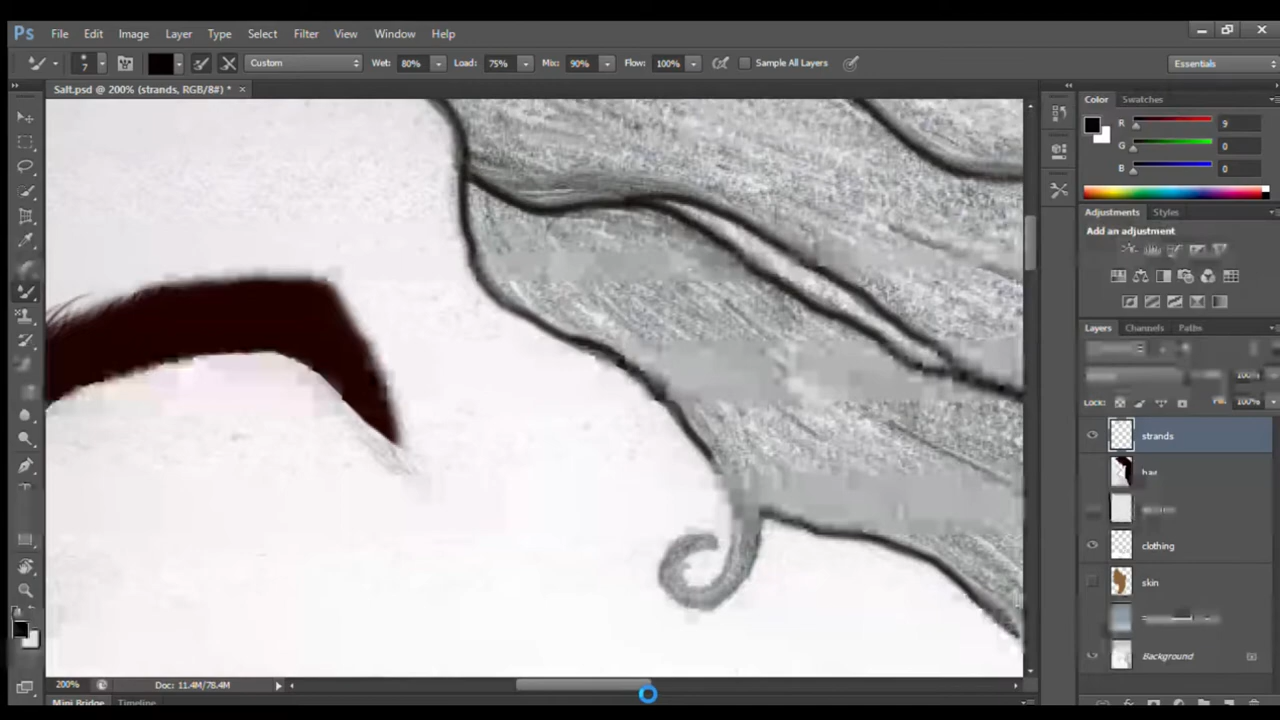 Ps File Edit Image Layer Type Select Filter View Window Help
7 Custom Wet: 80% Load: 75% Mix: 90% Flow: 100% Sample All Layers Essentials
Salt.psd @ 200% (strands, RGB/8#) * ×
Color Swatches
R 9
G 0
B 0
Adjustments Styles
Add an adjustment
Layers Channels Paths
100%
Lock: 100%
strands
hair
clothing
skin
Background
200% Doc: 11.4M/78.4M
Mini Bridge Timeline